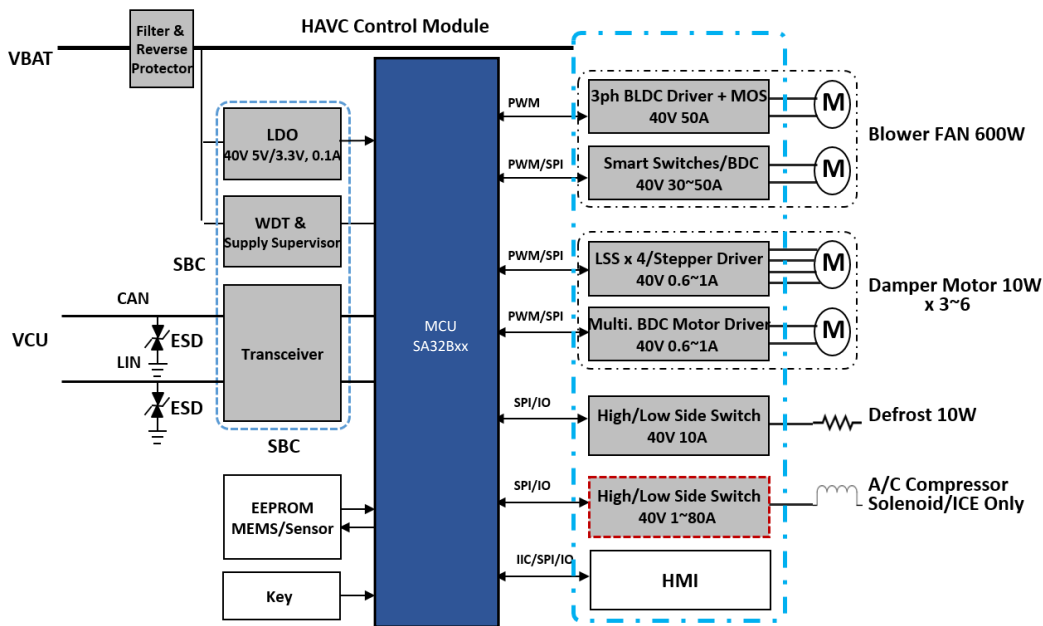 HAVC Control Module
VBAT
Filter &
Reverse
Protector
LDO
40V 5V/3.3V, 0.1A
WDT &
Supply Supervisor
SBC
CAN
VCU
ESD
LIN
ESD
Transceiver
SBC
EEPROM
MEMS/Sensor
Key
MCU
SA32Bxx
PWM
3ph BLDC Driver + MOS
40V 50A
M
Blower FAN 600W
PWM/SPI
Smart Switches/BDC
40V 30~50A
M
PWM/SPI
LSS x 4/Stepper Driver
40V 0.6~1A
M
Damper Motor 10W
x 3~6
PWM/SPI
Multi. BDC Motor Driver
40V 0.6~1A
M
SPI/IO
High/Low Side Switch
40V 10A
Defrost 10W
SPI/IO
High/Low Side Switch
40V 1~80A
A/C Compressor
Solenoid/ICE Only
IIC/SPI/IO
HMI